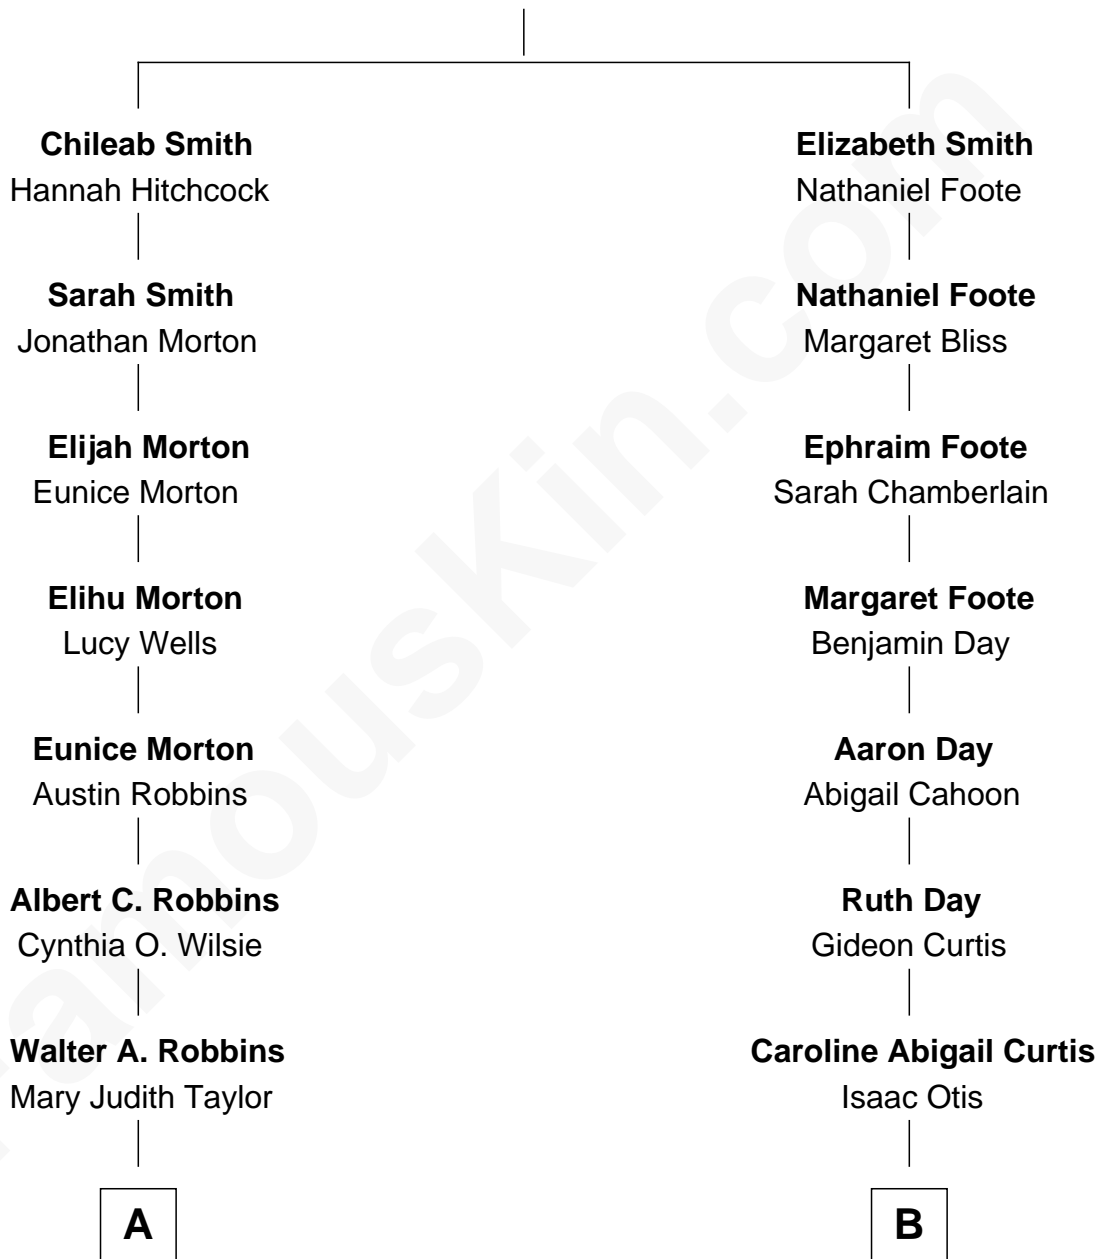 Chileab Smith
Hannah Hitchcock
Sarah Smith
Jonathan Morton
Elijah Morton
Eunice Morton
Elihu Morton
Lucy Wells
Eunice Morton
Austin Robbins
Albert C. Robbins
Cynthia O. Wilsie
Walter A. Robbins
Mary Judith Taylor
A
Elizabeth Smith
Nathaniel Foote
Nathaniel Foote
Margaret Bliss
Ephraim Foote
Sarah Chamberlain
Margaret Foote
Benjamin Day
Aaron Day
Abigail Cahoon
Ruth Day
Gideon Curtis
Caroline Abigail Curtis
Isaac Otis
B
FamousKin.com